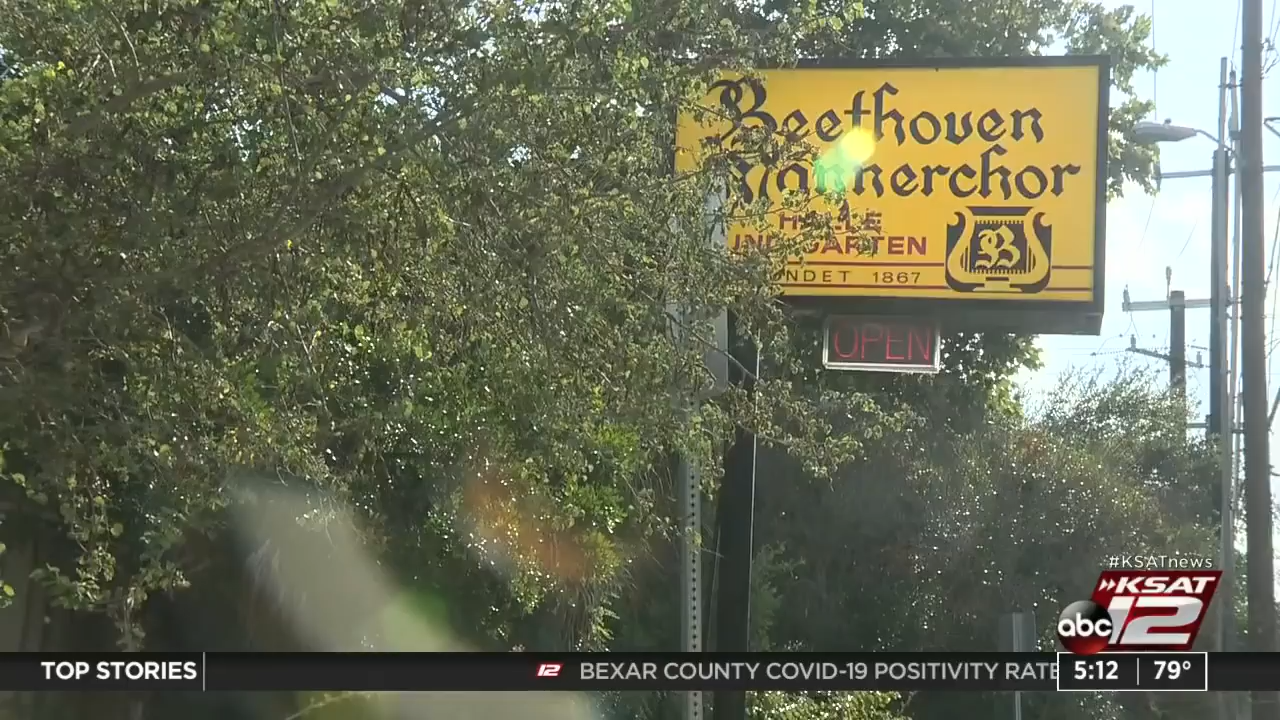 Beethoven
Männerchor
HALLE
GARTEN
1867
B
OPEN
#KSATnews
KSAT
abc 12
TOP STORIES
12 BEXAR COUNTY COVID-19 POSITIVITY RATE
5:12 79°